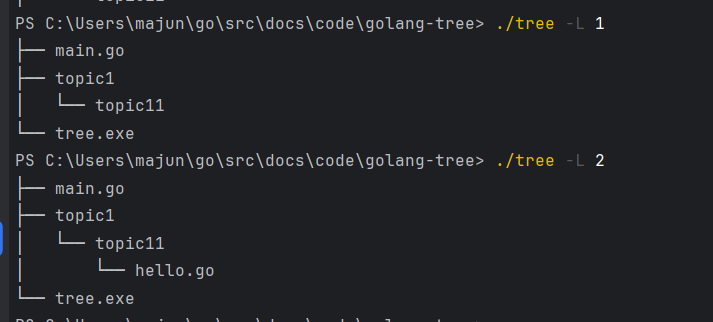 PS C:\Users\majun\go\src\docs\code\golang-tree> ./tree -L 1
├── main.go
├── topic1
│   └── topic11
└── tree.exe
PS C:\Users\majun\go\src\docs\code\golang-tree> ./tree -L 2
├── main.go
├── topic1
│   └── topic11
│       └── hello.go
└── tree.exe